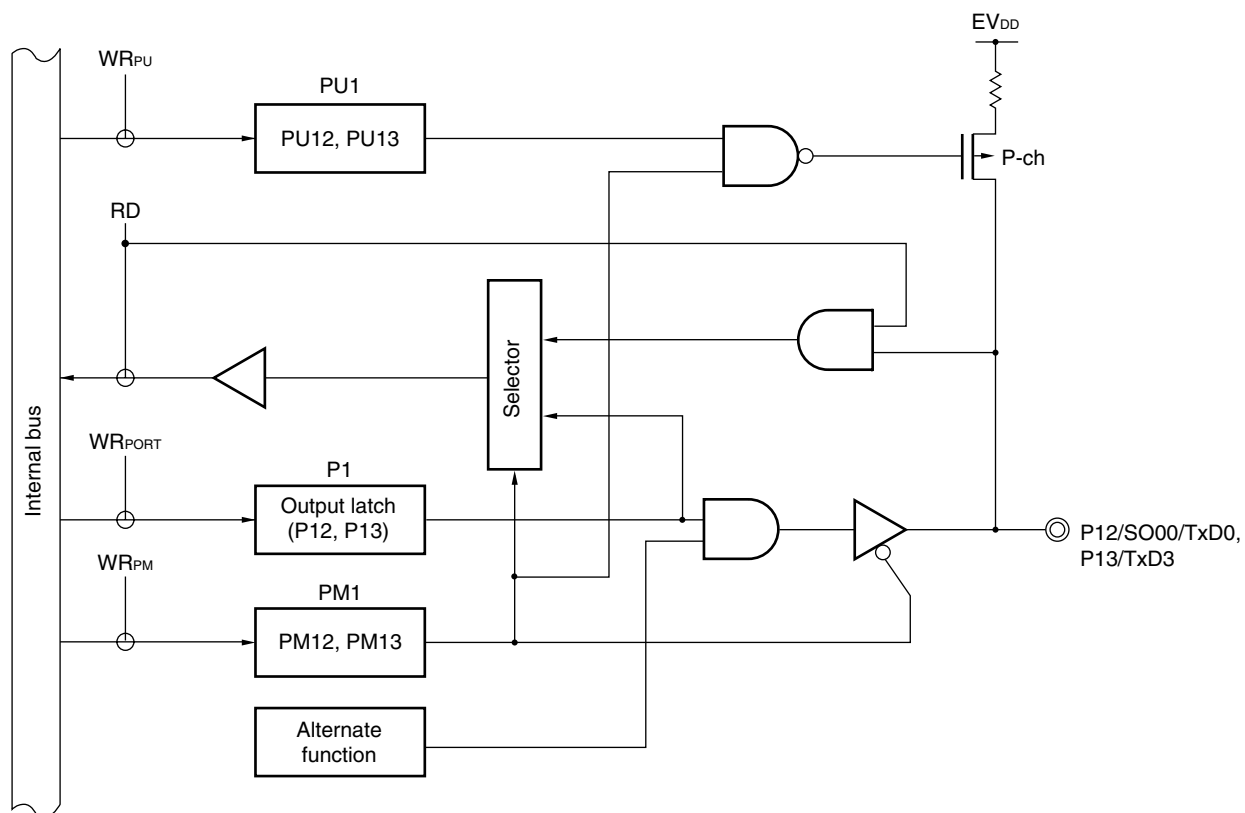 EVDD
WRPU
PU1
PU12, PU13
P-ch
RD
Selector
Internal bus
WRPORT
P1
Output latch
(P12, P13)
P12/SO00/TxD0,
P13/TxD3
WRPM
PM1
PM12, PM13
Alternate
function